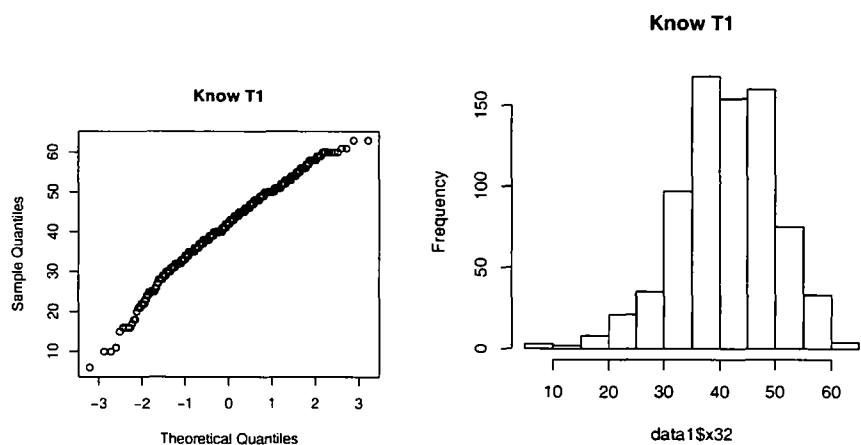 Know T1
Sample Quantiles
60
50
40
30
20
10
-3 -2 -1 0 1 2 3
Theoretical Quantiles
Know T1
Frequency
150
100
50
0
10 20 30 40 50 60
data1$x32